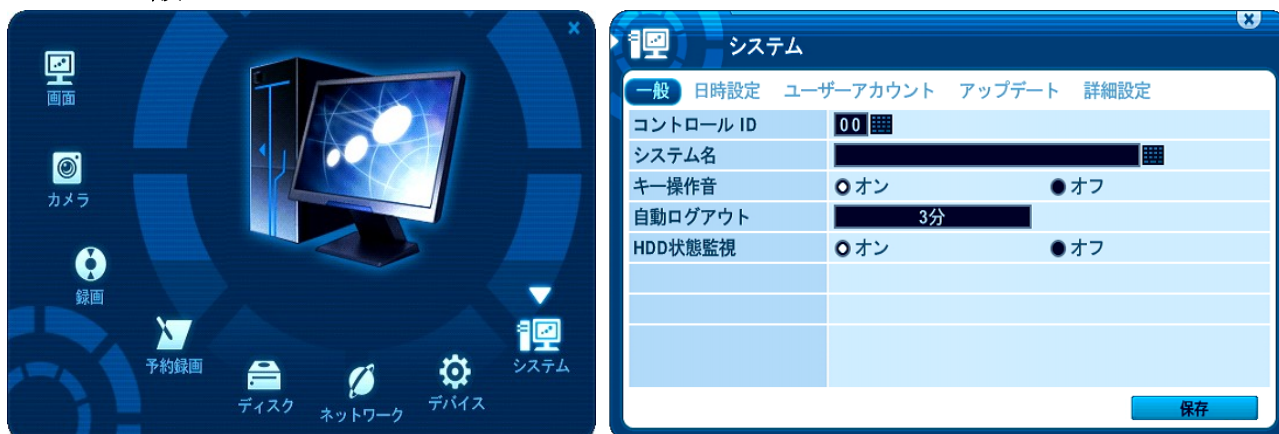 画面
カメラ
録画
予約録画
ディスク
ネットワーク
デバイス
システム
システム
一般 日時設定 ユーザーアカウント アップデート 詳細設定
コントロール ID 00
システム名
キー操作音 オン オフ
自動ログアウト 3分
HDD状態監視 オン オフ
保存